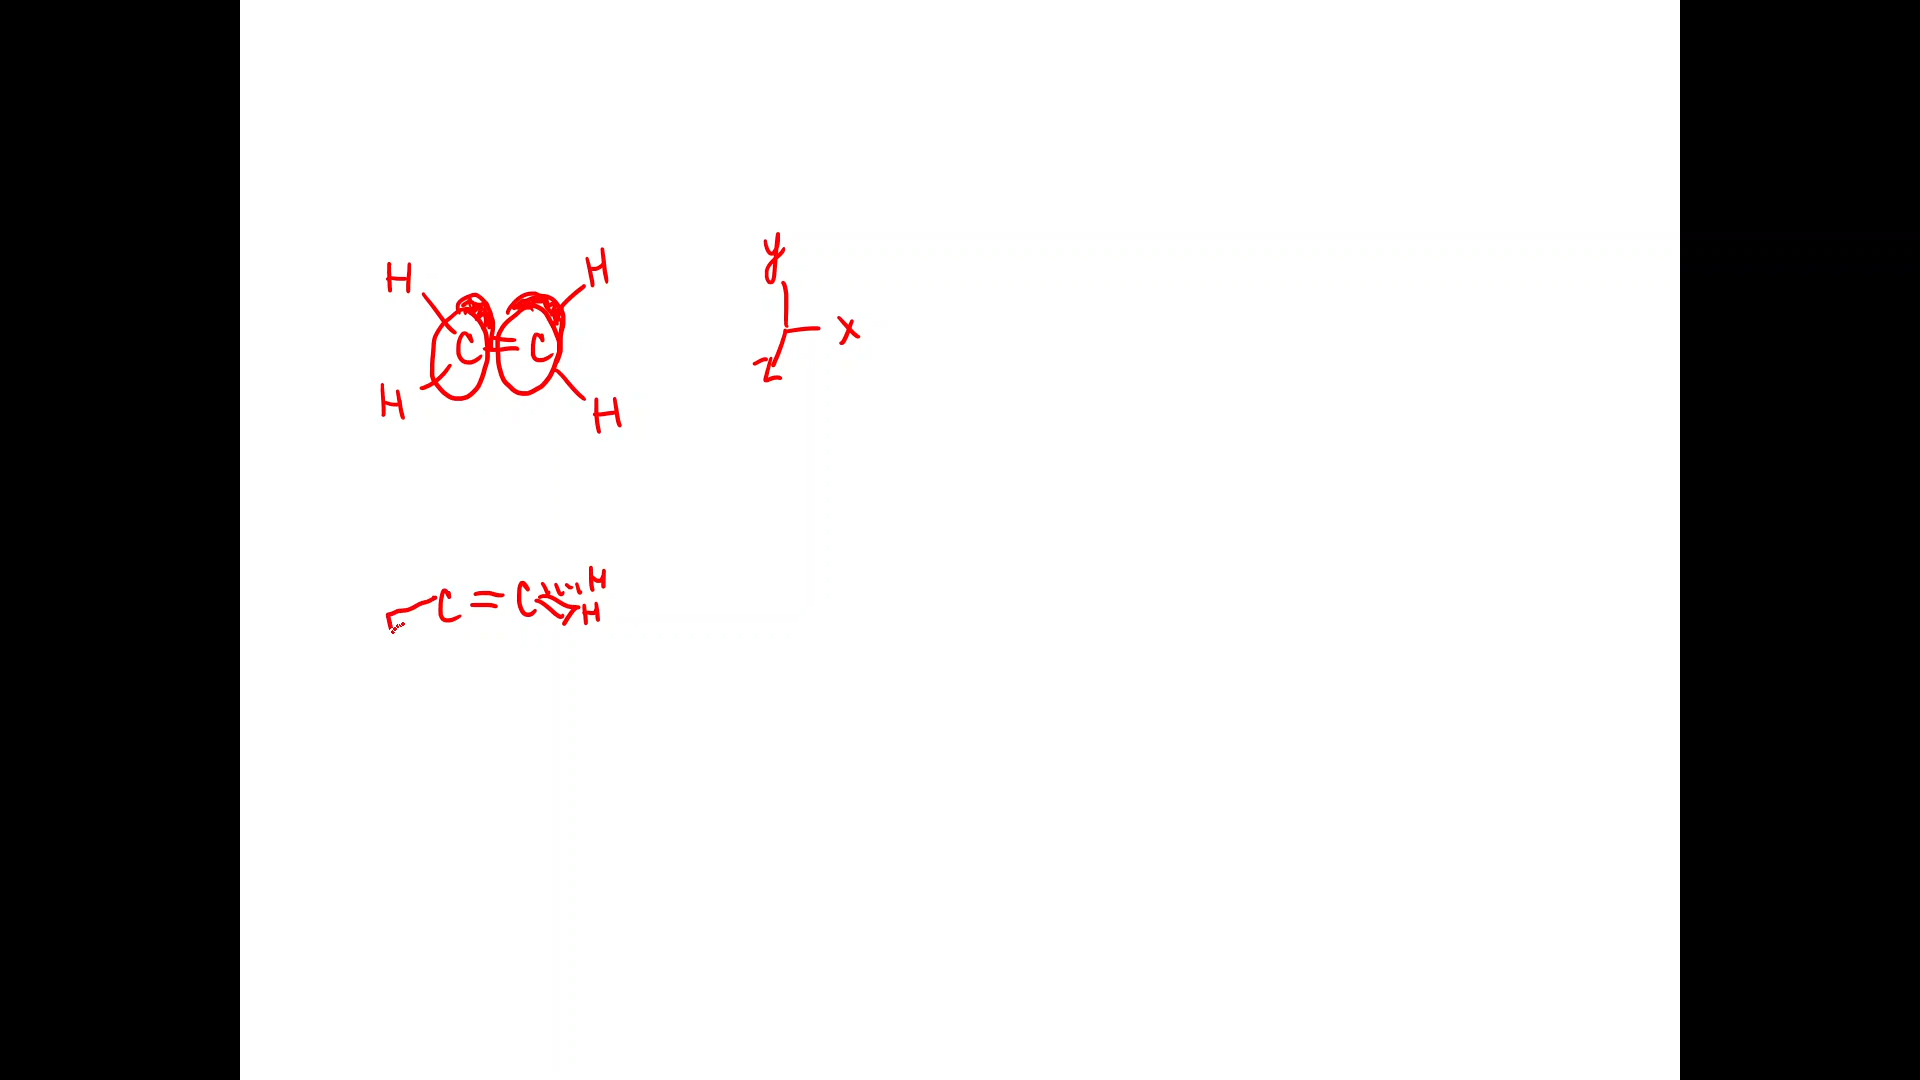 H H
C = C
H H
y
x
z
C = C H
H